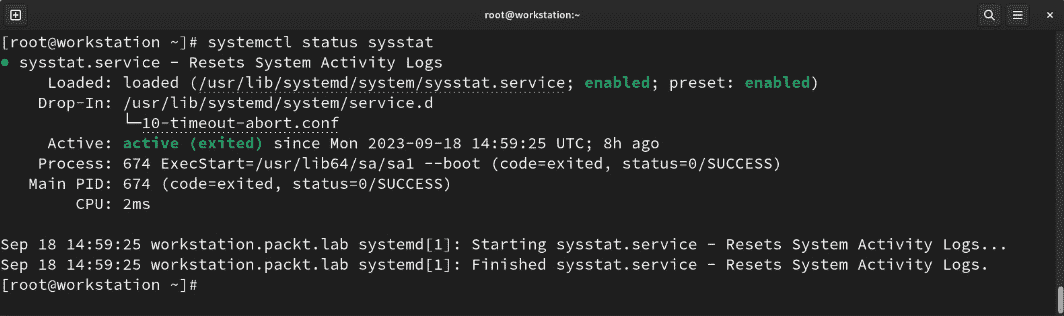 root@workstation:~
[root@workstation ~]# systemctl status sysstat
● sysstat.service - Resets System Activity Logs
     Loaded: loaded (/usr/lib/systemd/system/sysstat.service; enabled; preset: enabled)
    Drop-In: /usr/lib/systemd/system/service.d
             └─10-timeout-abort.conf
     Active: active (exited) since Mon 2023-09-18 14:59:25 UTC; 8h ago
    Process: 674 ExecStart=/usr/lib64/sa/sa1 --boot (code=exited, status=0/SUCCESS)
   Main PID: 674 (code=exited, status=0/SUCCESS)
        CPU: 2ms
Sep 18 14:59:25 workstation.packt.lab systemd[1]: Starting sysstat.service - Resets System Activity Logs...
Sep 18 14:59:25 workstation.packt.lab systemd[1]: Finished sysstat.service - Resets System Activity Logs.
[root@workstation ~]#